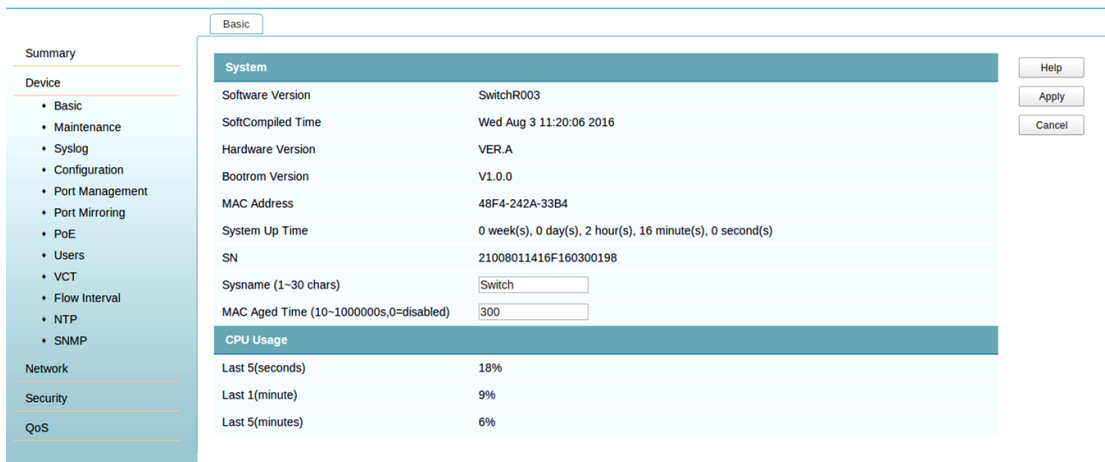 Basic
Summary
Device
Basic
Maintenance
Syslog
Configuration
Port Management
Port Mirroring
PoE
Users
VCT
Flow Interval
NTP
SNMP
Network
Security
QoS
System
Software Version SwitchR003
SoftCompiled Time Wed Aug 3 11:20:06 2016
Hardware Version VER.A
Bootrom Version V1.0.0
MAC Address 48F4-242A-33B4
System Up Time 0 week(s), 0 day(s), 2 hour(s), 16 minute(s), 0 second(s)
SN 21008011416F160300198
Sysname (1~30 chars) Switch
MAC Aged Time (10~1000000s,0=disabled) 300
CPU Usage
Last 5(seconds) 18%
Last 1(minute) 9%
Last 5(minutes) 6%
Help
Apply
Cancel